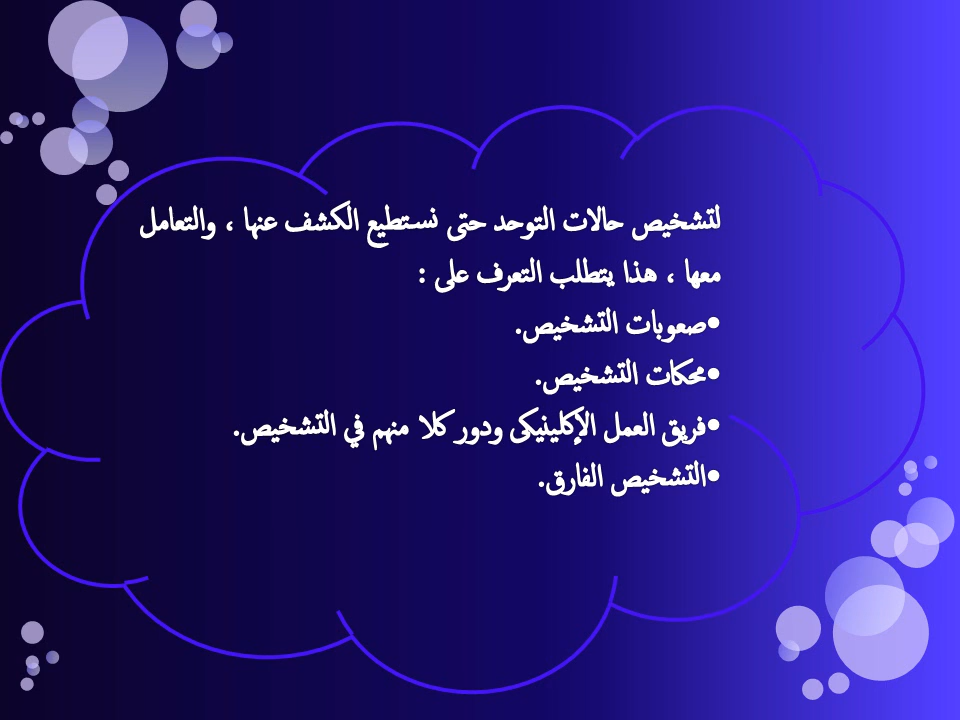 لتشخيص حالات التوحد حتى نستطيع الكشف عنها ، والتعامل
معها ، هذا يتطلب التعرف على :
•صعوبات التشخيص.
•محكات التشخيص.
•فريق العمل الإكلينيكى ودور كلا منهم في التشخيص.
•التشخيص الفارق.